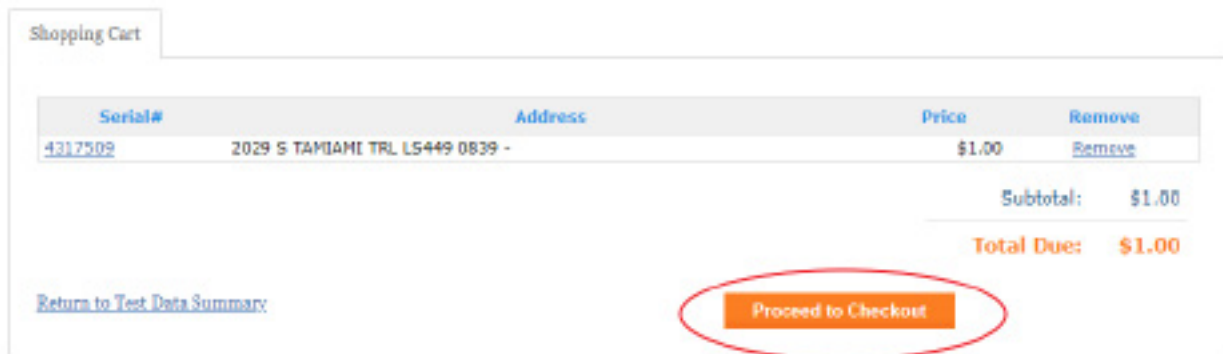 Shopping Cart
Serial# Address Price Remove
4317509 2029 S TAMIAMI TRL LS449 0839 - $1.00 Remove
Subtotal: $1.00
Total Due: $1.00
Return to Test Data Summary Proceed to Checkout